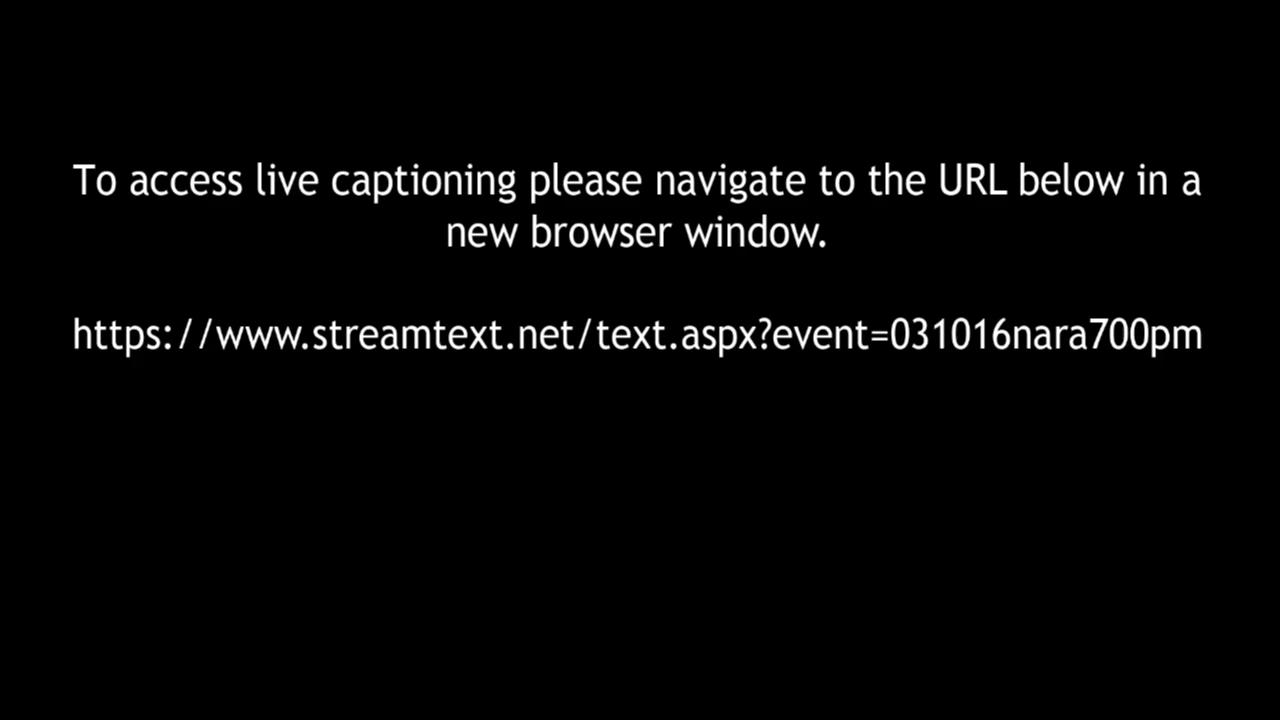 To access live captioning please navigate to the URL below in a
new browser window.
https://www.streamtext.net/text.aspx?event=031016nara700pm